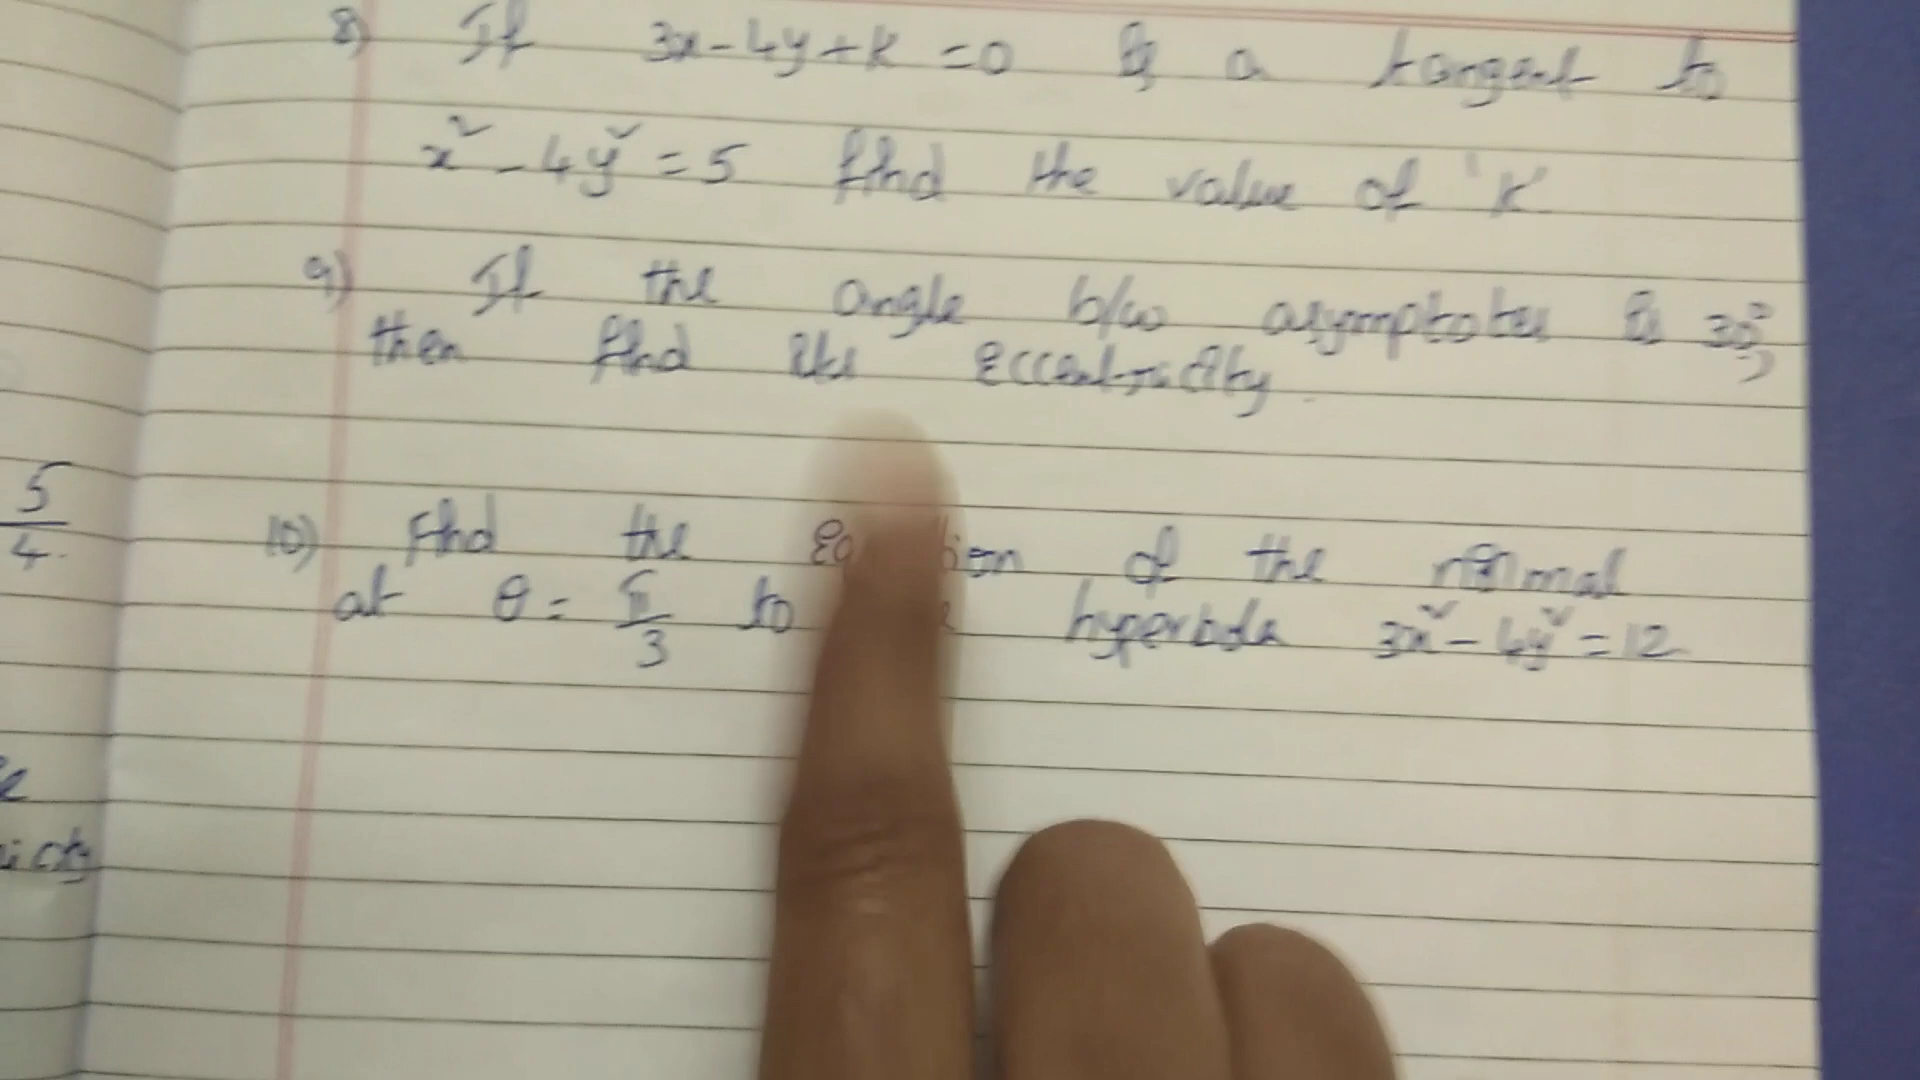 8) If 3x-4y+k =0 is a tangent to
x² - 4y² = 5 find the value of 'k'
9) If the angle b/w asymptotes is 30°,
then find its eccentricity.
10) Find the of the normal
at θ = π/3 to hyperbola 3x² - 4y² = 12
5/4